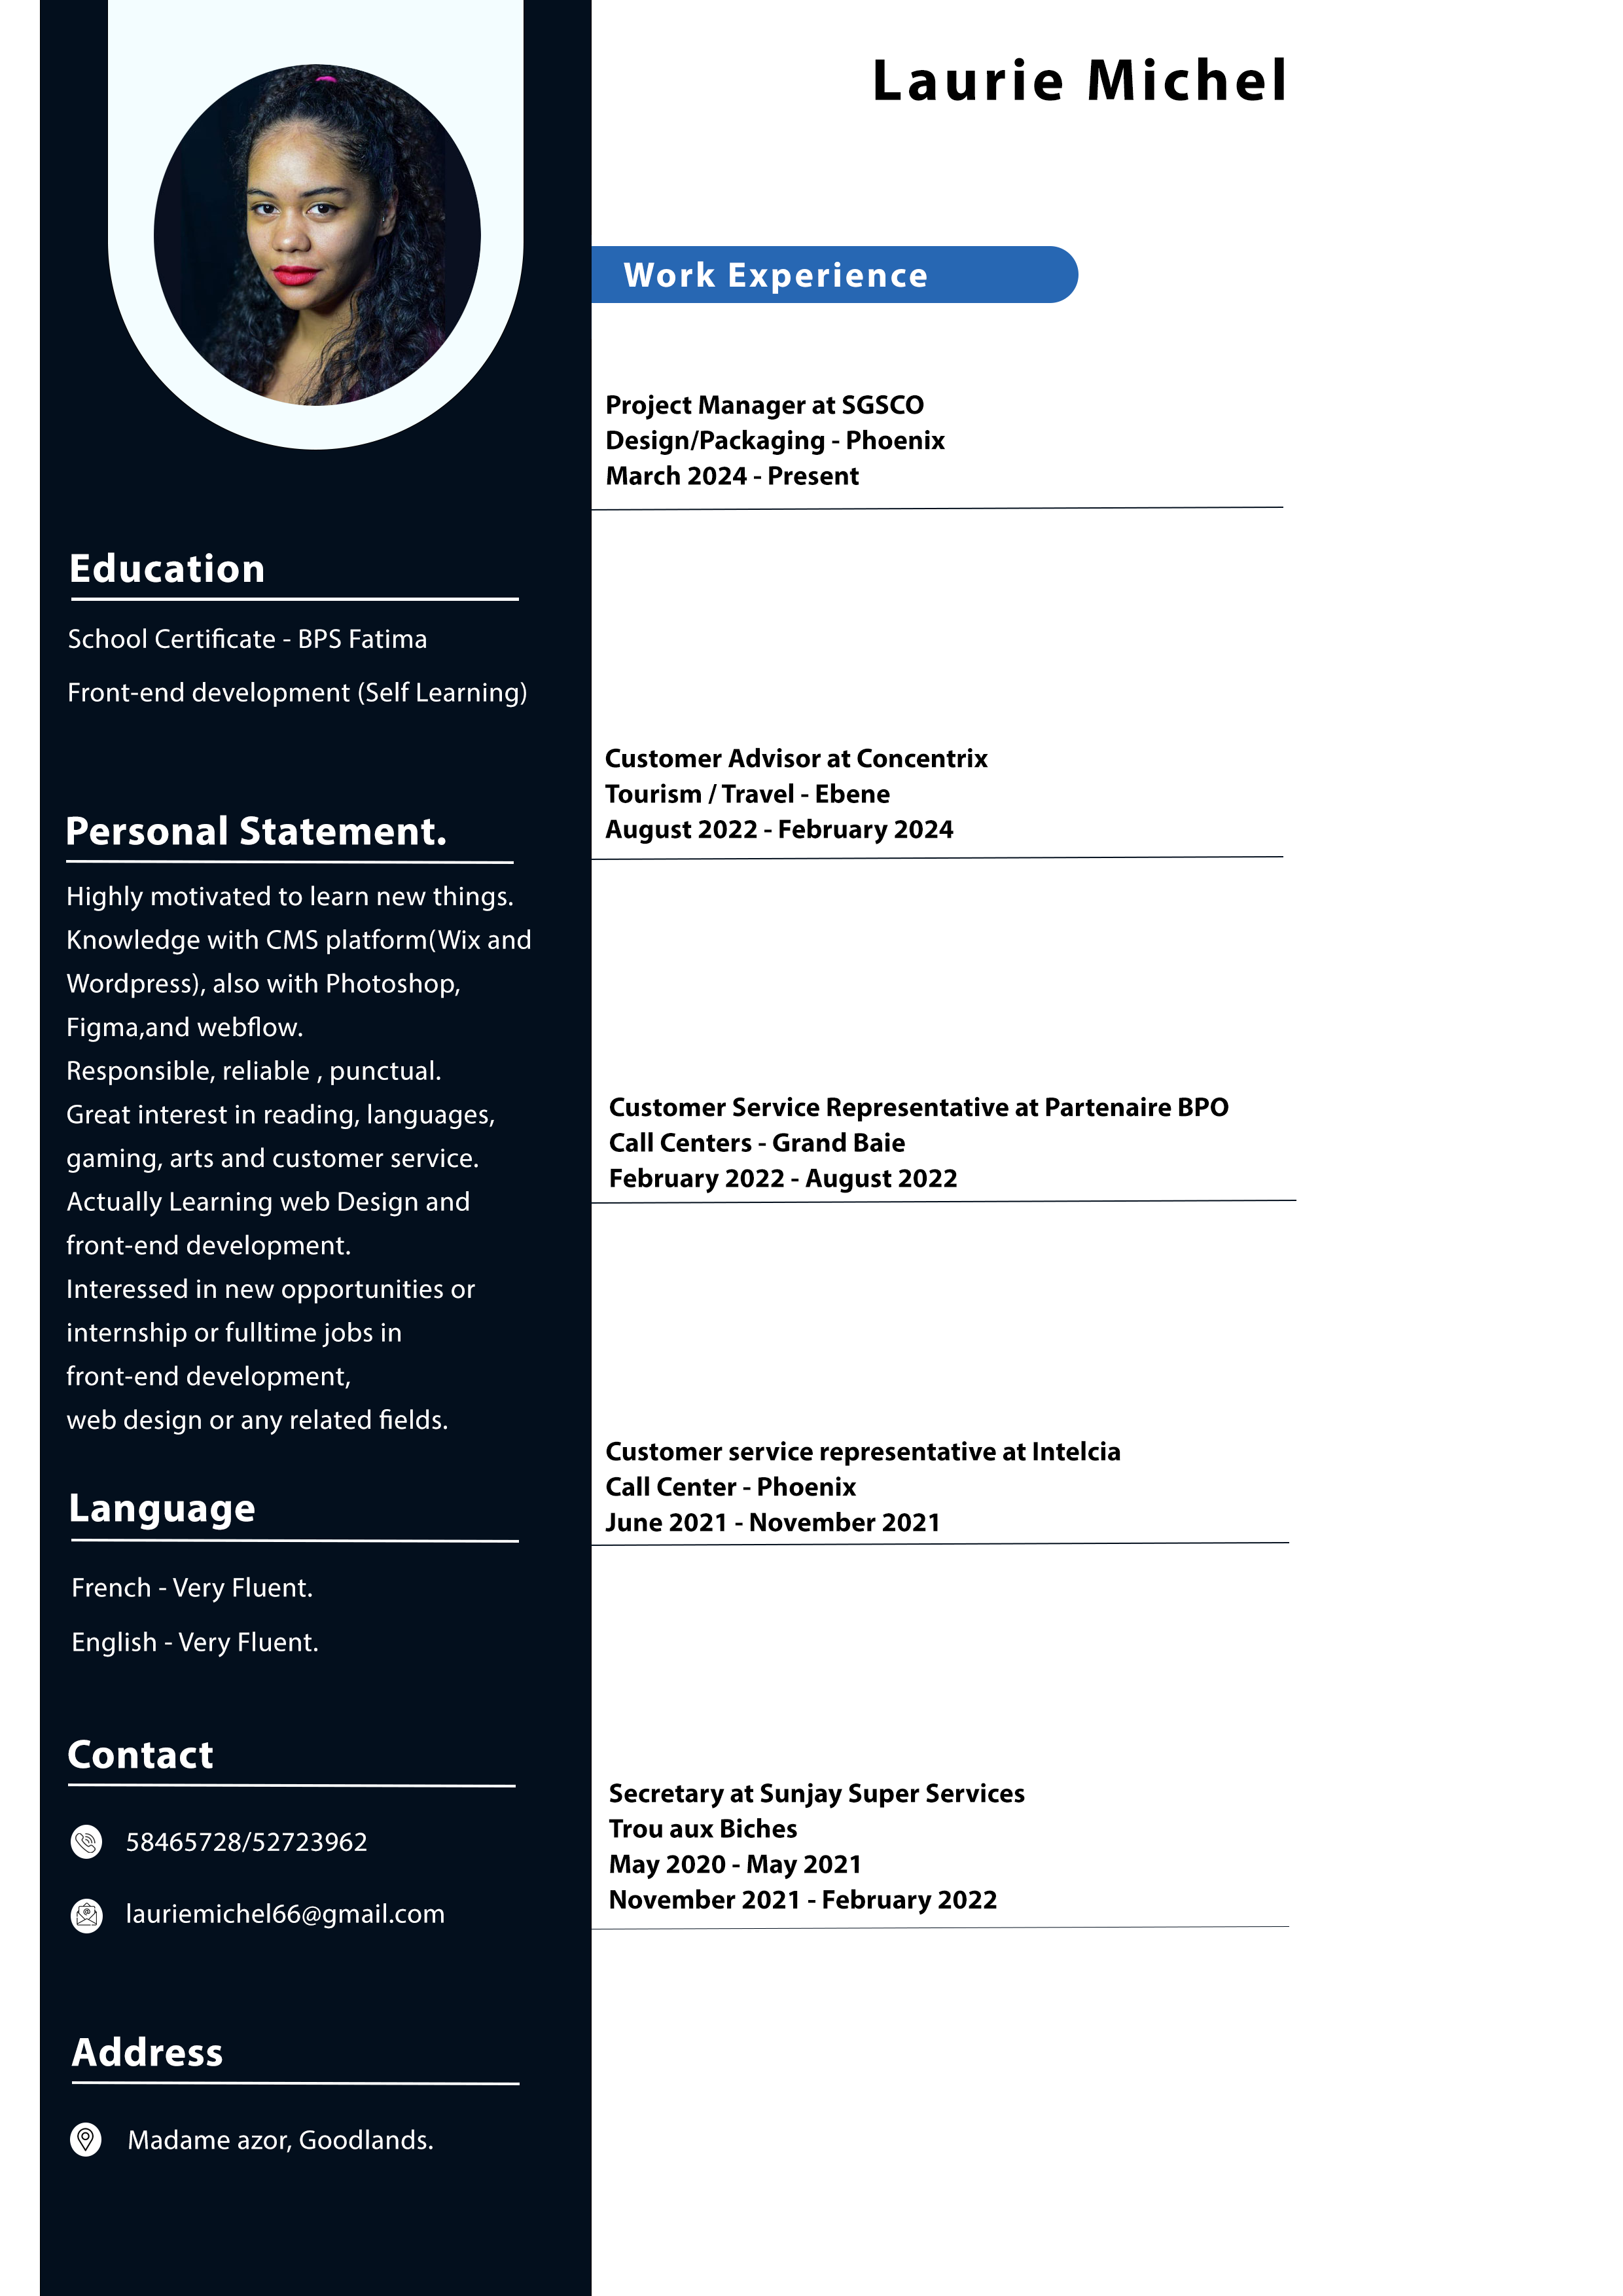 Laurie Michel
Work Experience
Project Manager at SGSCO
Design/Packaging - Phoenix
March 2024 - Present
Customer Advisor at Concentrix
Tourism / Travel - Ebene
August 2022 - February 2024
Customer Service Representative at Partenaire BPO
Call Centers - Grand Baie
February 2022 - August 2022
Customer service representative at Intelcia
Call Center - Phoenix
June 2021 - November 2021
Secretary at Sunjay Super Services
Trou aux Biches
May 2020 - May 2021
November 2021 - February 2022
Education
School Certificate - BPS Fatima
Front-end development (Self Learning)
Personal Statement.
Highly motivated to learn new things.
Knowledge with CMS platform(Wix and
Wordpress), also with Photoshop,
Figma,and webflow.
Responsible, reliable , punctual.
Great interest in reading, languages,
gaming, arts and customer service.
Actually Learning web Design and
front-end development.
Interessed in new opportunities or
internship or fulltime jobs in
front-end development,
web design or any related fields.
Language
French - Very Fluent.
English - Very Fluent.
Contact
58465728/52723962
lauriemichel66@gmail.com
Address
Madame azor, Goodlands.